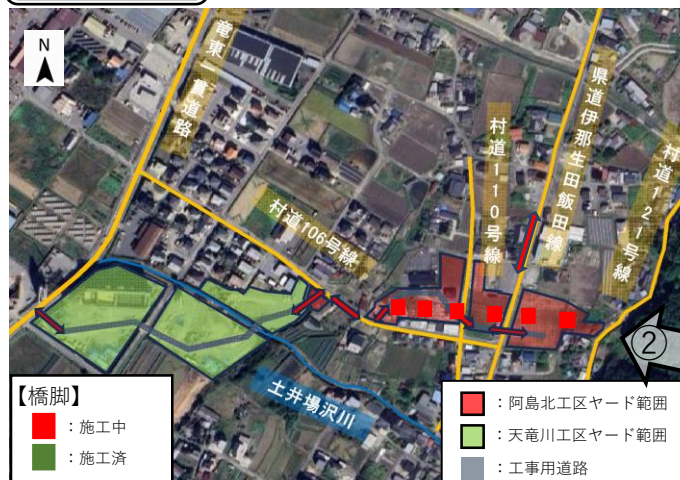 N
竜東一貫道路
県道伊那生田飯田線
村道121号線
村道110号線
村道106号線
土井場沢川
②
【橋脚】
：施工中
：施工済
：阿島北工区ヤード範囲
：天竜川工区ヤード範囲
：工事用道路